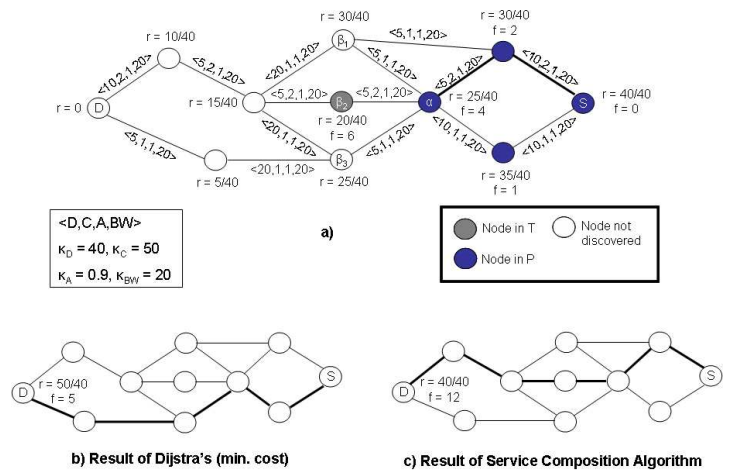 r = 30/40
r = 30/40
f = 2
<5,1,1,20>
r = 10/40
β1
<10,2,1,20>
<5,2,1,20>
<20,1,1,20>
<5,1,1,20>
<5,2,1,20>
<10,2,1,20>
r = 0
D
r = 15/40
<5,2,1,20>
β2
<5,2,1,20>
α
r = 25/40
f = 4
S
r = 40/40
f = 0
r = 20/40
f = 6
<5,1,1,20>
<20,1,1,20>
<5,1,1,20>
<10,1,1,20>
<10,1,1,20>
r = 5/40
<20,1,1,20>
β3
r = 25/40
r = 35/40
f = 1
<D,C,A,BW>
κD = 40, κC = 50
κA = 0.9, κBW = 20
a)
Node in T
Node not
discovered
Node in P
D
r = 50/40
f = 5
S
D
r = 40/40
f = 12
S
b) Result of Dijstra's (min. cost)
c) Result of Service Composition Algorithm